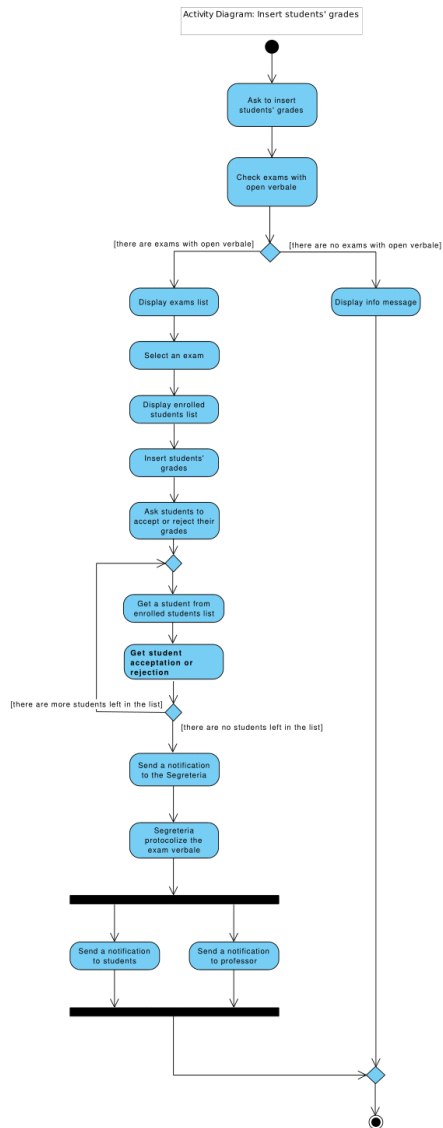 Activity Diagram: Insert students' grades
Ask to insert
students' grades
Check exams with
open verbale
[there are exams with open verbale]
[there are no exams with open verbale]
Display exams list
Display info message
Select an exam
Display enrolled
students list
Insert students'
grades
Ask students to
accept or reject their
grades
Get a student from
enrolled students list
Get student
acceptation or
rejection
[there are more students left in the list]
[there are no students left in the list]
Send a notification
to the Segreteria
Segreteria
protocolize the
exam verbale
Send a notification
to students
Send a notification
to professor